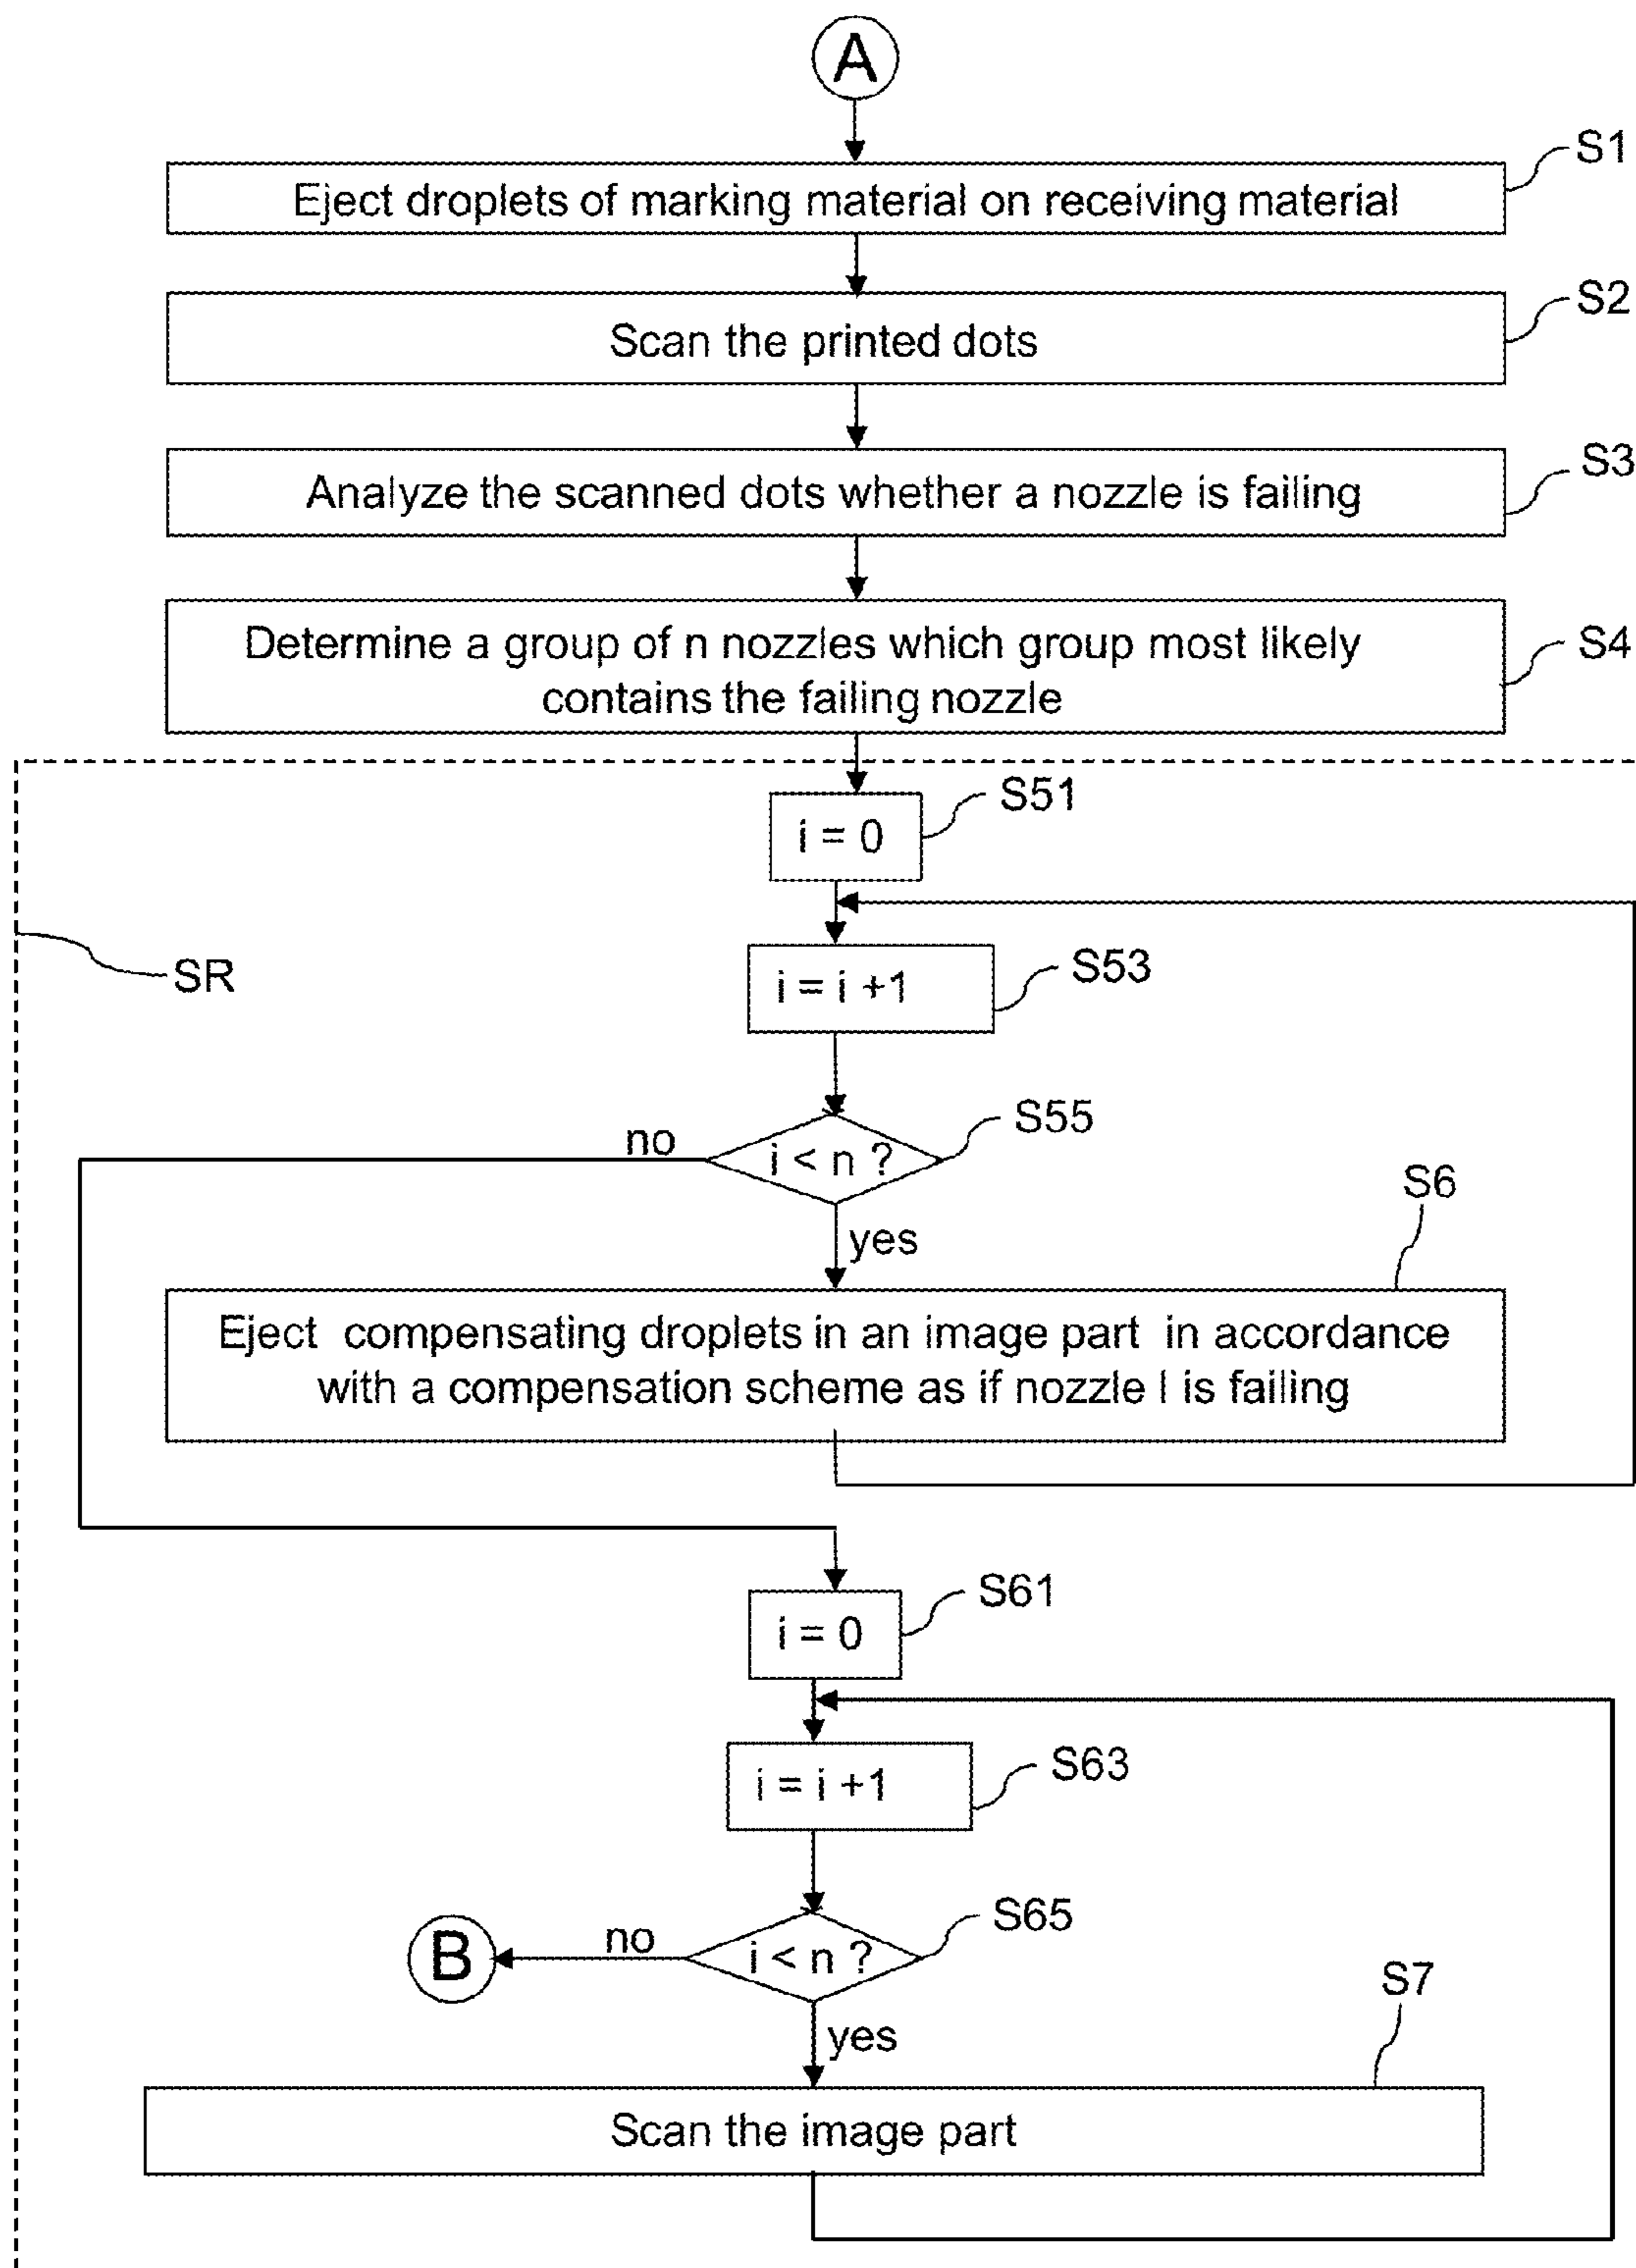 A
S1
Eject droplets of marking material on receiving material
S2
Scan the printed dots
S3
Analyze the scanned dots whether a nozzle is failing
S4
Determine a group of n nozzles which group most likely
contains the failing nozzle
S51
i = 0
SR
S53
i = i +1
S55
no
i < n ?
yes
S6
Eject compensating droplets in an image part in accordance
with a compensation scheme as if nozzle I is failing
S61
i = 0
S63
i = i +1
S65
B
no
i < n ?
yes
S7
Scan the image part